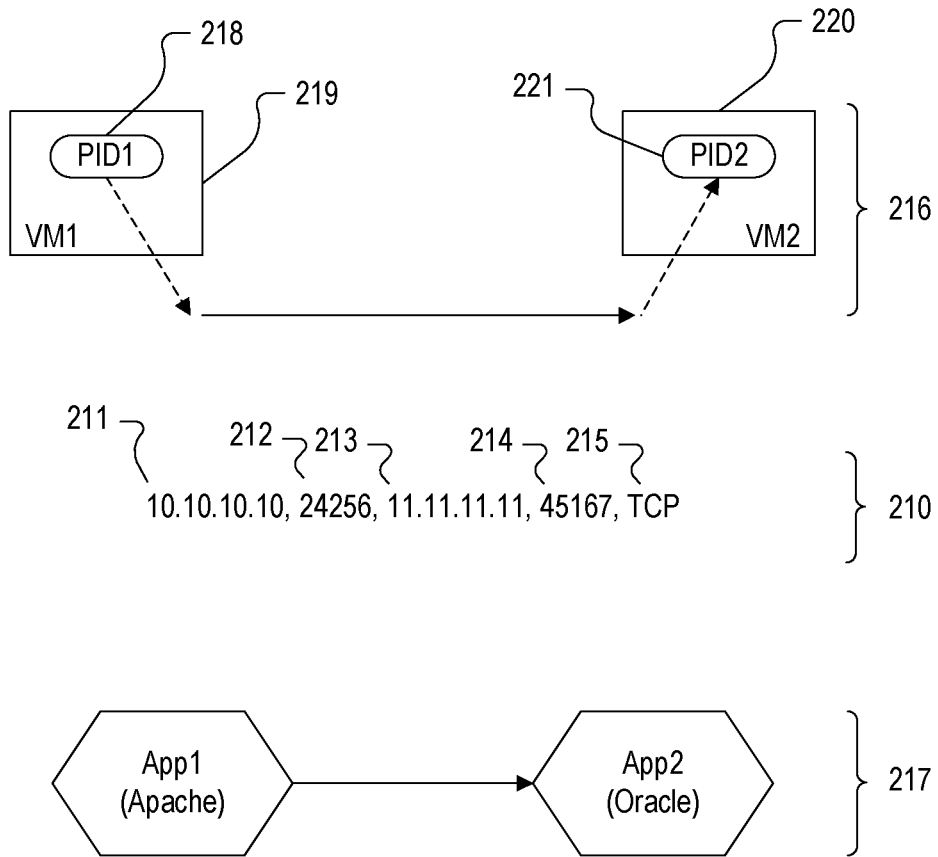 218
220
219
221
PID1
PID2
216
VM1
VM2
211
212
213
214
215
10.10.10.10, 24256, 11.11.11.11, 45167, TCP
210
App1
(Apache)
App2
(Oracle)
217